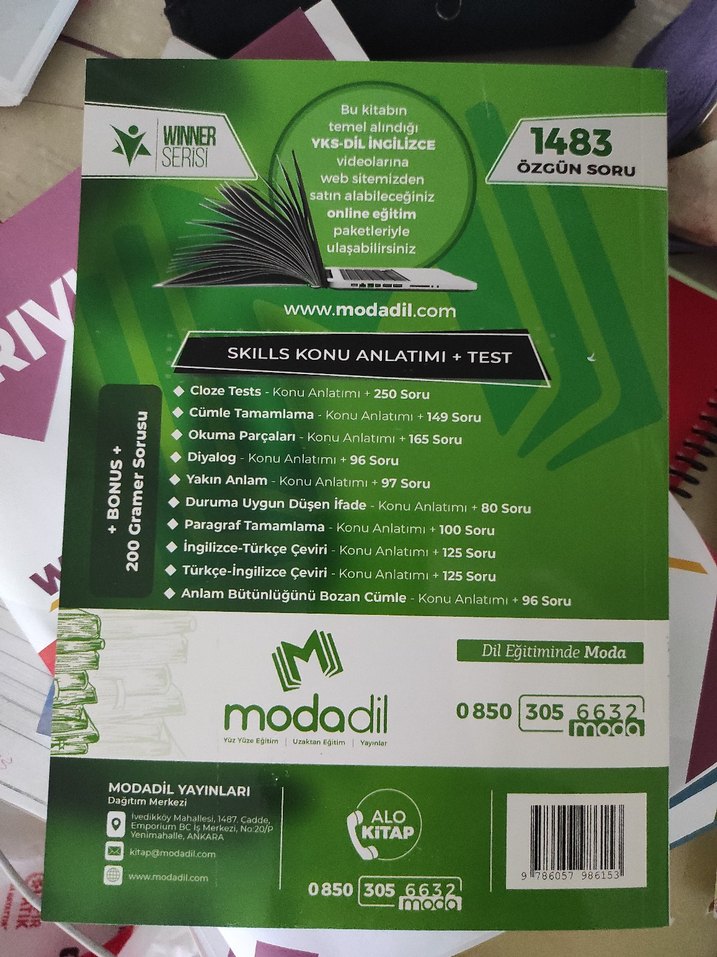 WINNER
SERİSİ
Bu kitabın
temel alındığı
YKS-DİL İNGİLİZCE
videolarına
web sitemizden
satın alabileceğiniz
online eğitim
paketleriyle
ulaşabilirsiniz
1483
ÖZGÜN SORU
www.modadil.com
SKILLS KONU ANLATIMI + TEST
+ BONUS +
200 Gramer Sorusu
Cloze Tests - Konu Anlatımı + 250 Soru
Cümle Tamamlama - Konu Anlatımı + 149 Soru
Okuma Parçaları - Konu Anlatımı + 165 Soru
Diyalog - Konu Anlatımı + 96 Soru
Yakın Anlam - Konu Anlatımı + 97 Soru
Duruma Uygun Düşen İfade - Konu Anlatımı + 80 Soru
Paragraf Tamamlama - Konu Anlatımı + 100 Soru
İngilizce-Türkçe Çeviri - Konu Anlatımı + 125 Soru
Türkçe-İngilizce Çeviri - Konu Anlatımı + 125 Soru
Anlam Bütünlüğünü Bozan Cümle - Konu Anlatımı + 96 Soru
modadil
Yüz Yüze Eğitim | Uzaktan Eğitim | Yayınlar
Dil Eğitiminde Moda
0 850 305 6632
moda
MODADİL YAYINLARI
Dağıtım Merkezi
İvedikköy Mahallesi, 1487. Cadde,
Emporium BC İş Merkezi, No:20/P
Yenimahalle, ANKARA
kitap@modadil.com
www.modadil.com
ALO
KİTAP
0 850 305 6632
moda
9 786057 986153